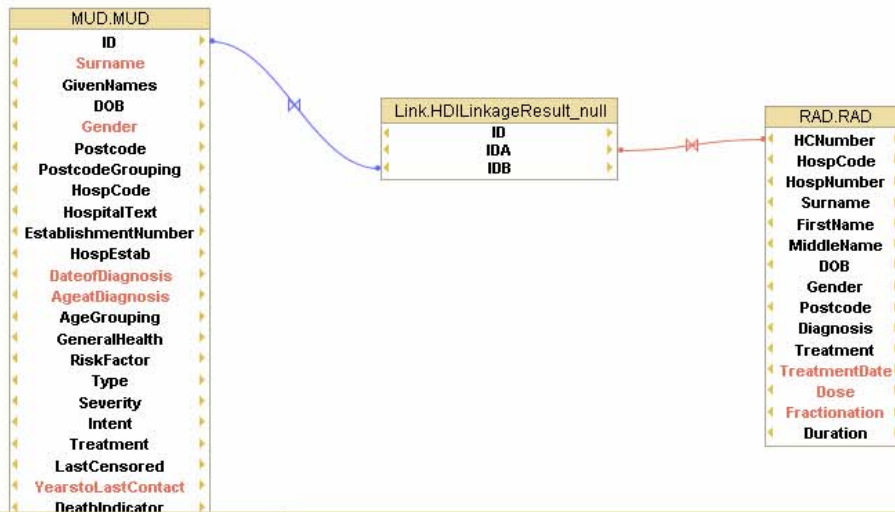 MUD.MUD
ID
Surname
GivenNames
DOB
Gender
Postcode
PostcodeGrouping
HospCode
HospitalText
EstablishmentNumber
HospEstab
DateofDiagnosis
AgeatDiagnosis
AgeGrouping
GeneralHealth
RiskFactor
Type
Severity
Intent
Treatment
LastCensored
YearstoLastContact
DeathIndicator
Link.HDILinkageResult_null
ID
IDA
IDB
RAD.RAD
HCNumber
HospCode
HospNumber
Surname
FirstName
MiddleName
DOB
Gender
Postcode
Diagnosis
Treatment
TreatmentDate
Dose
Fractionation
Duration